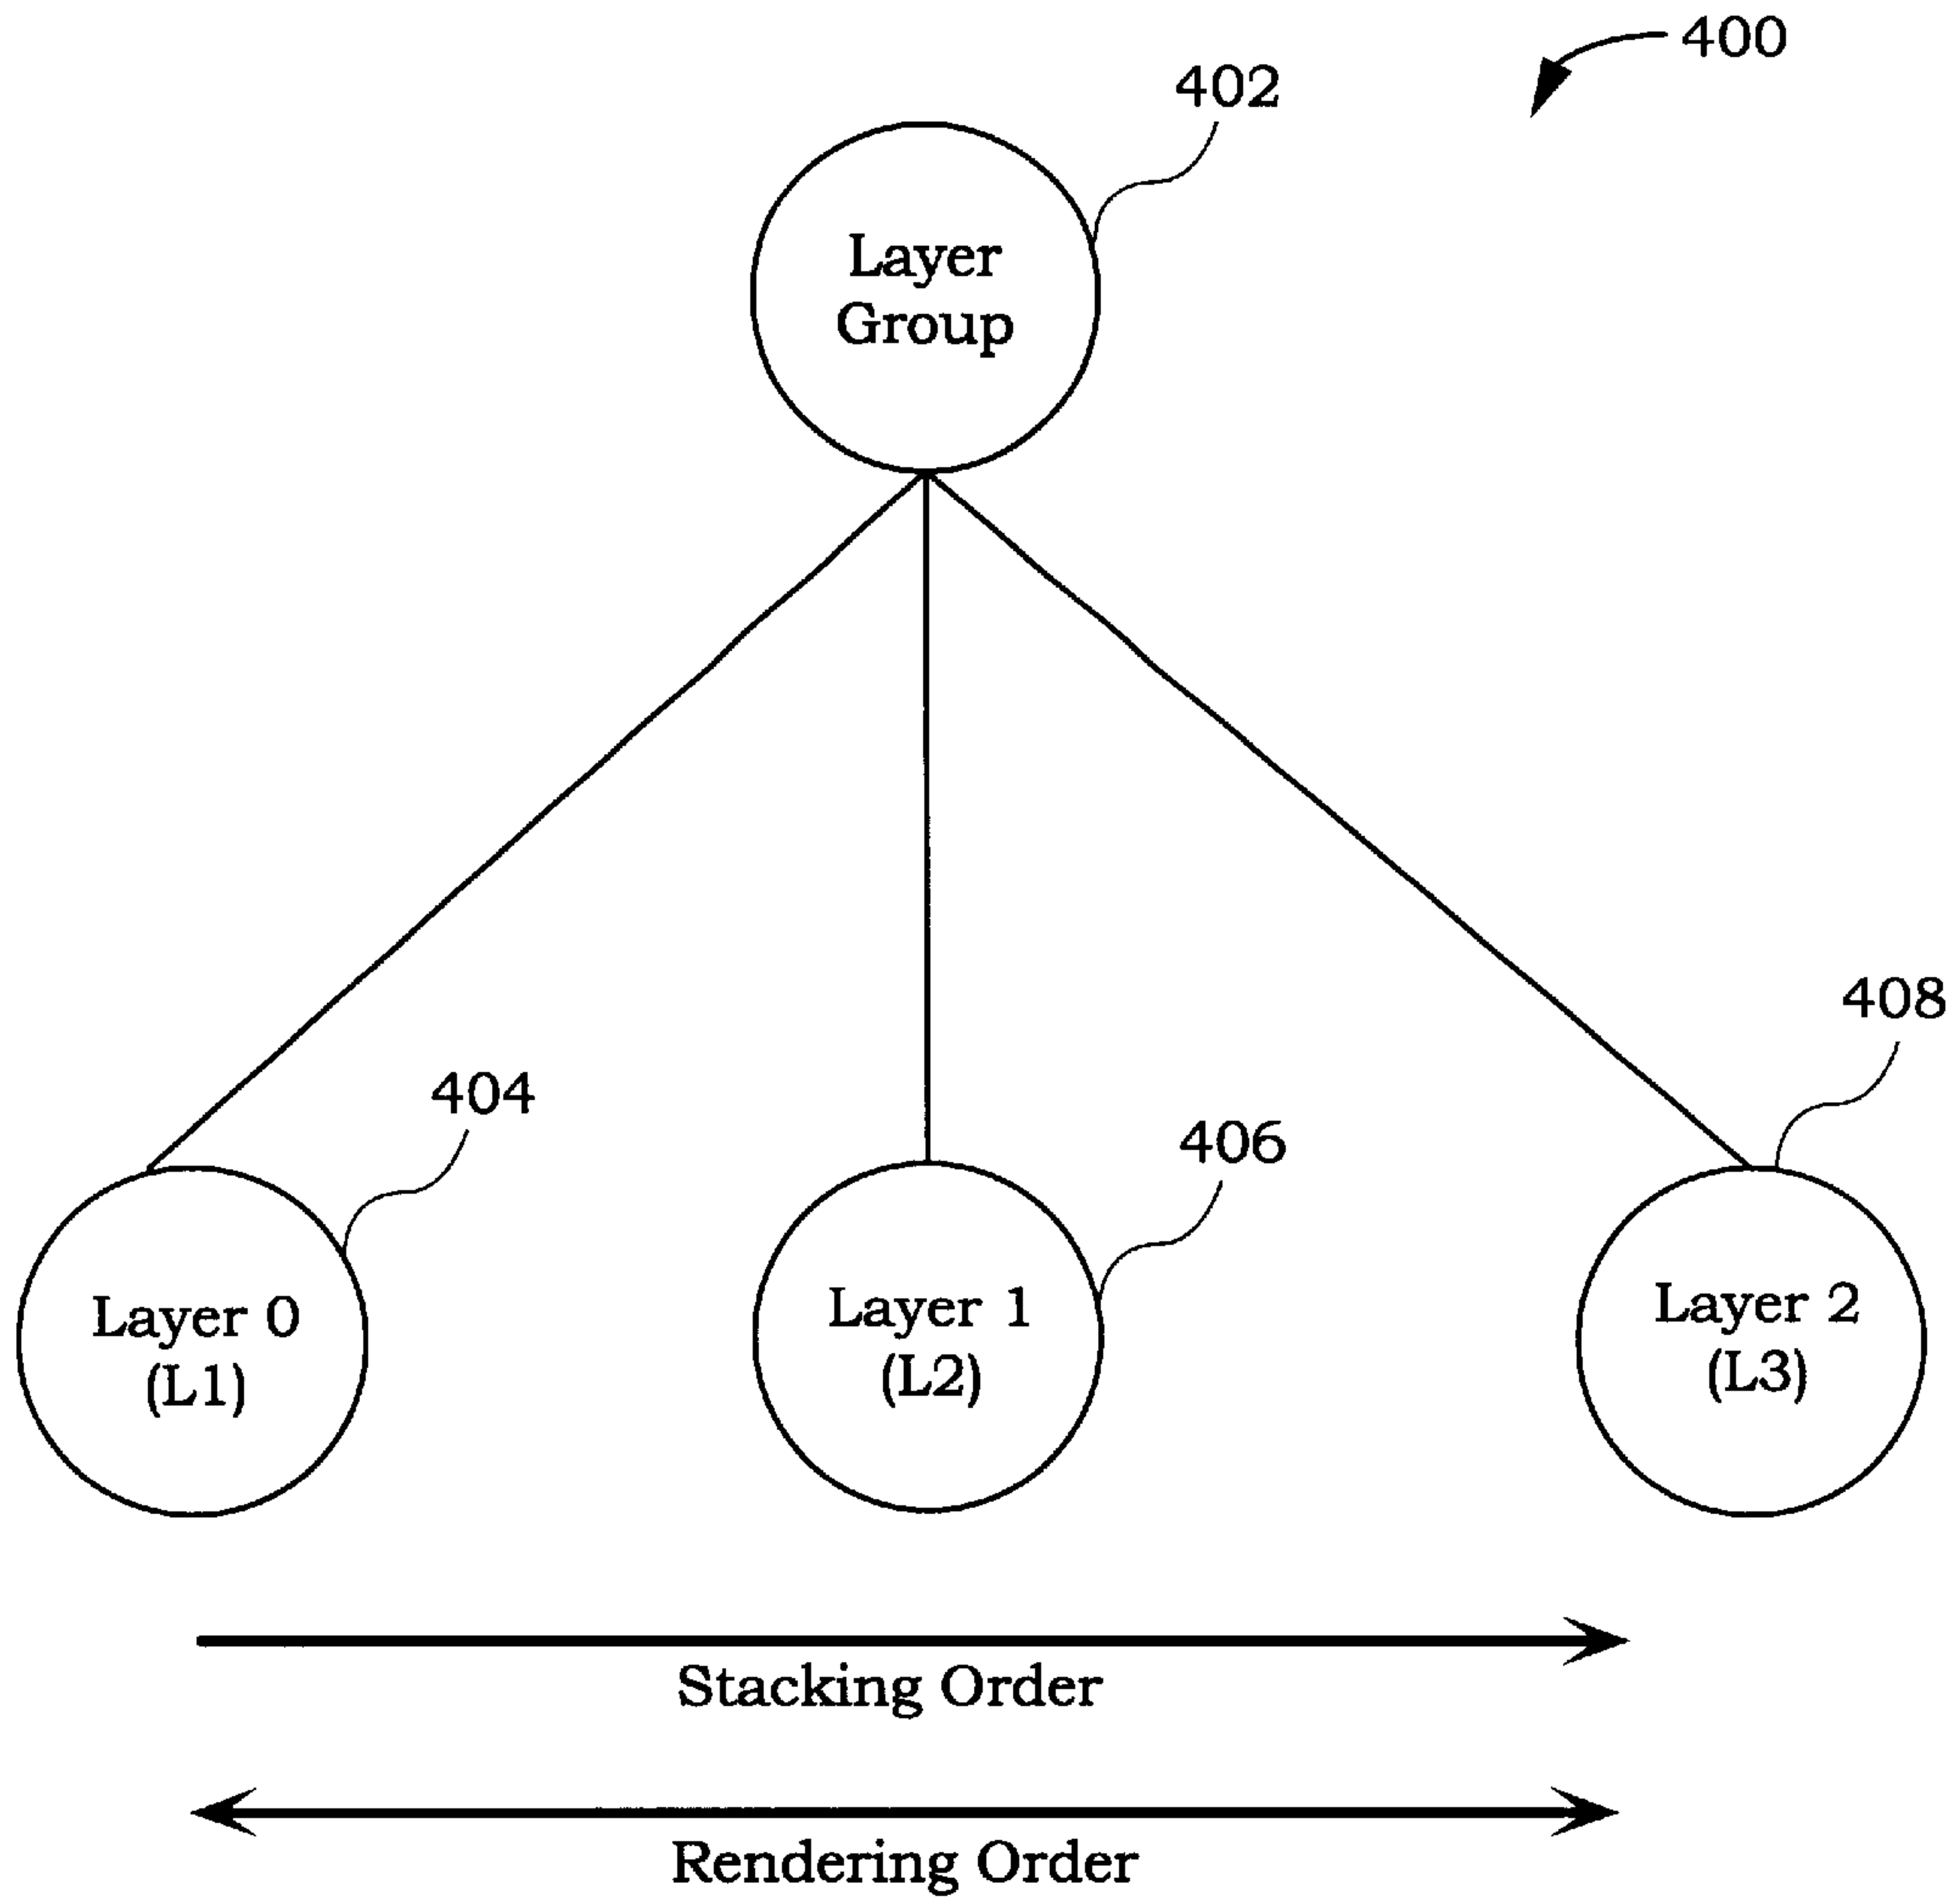 400
402
Layer
Group
408
404
406
Layer 0
(L1)
Layer 1
(L2)
Layer 2
(L3)
Stacking Order
Rendering Order